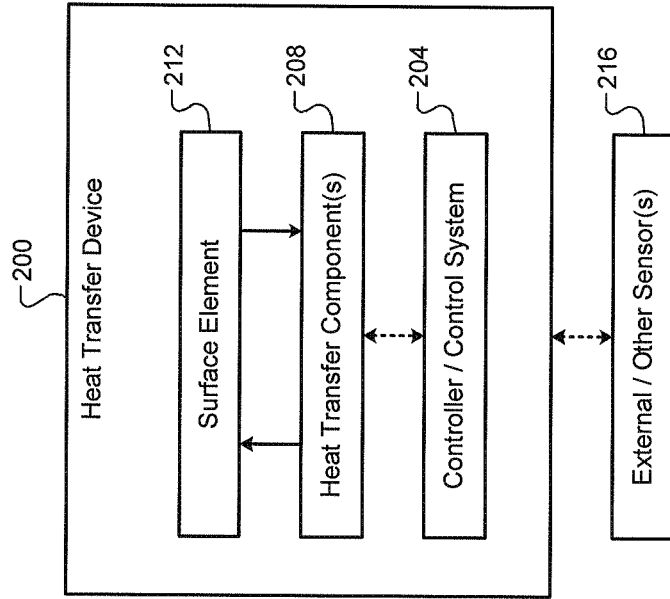 200
Heat Transfer Device
212
Surface Element
208
Heat Transfer Component(s)
204
Controller / Control System
216
External / Other Sensor(s)